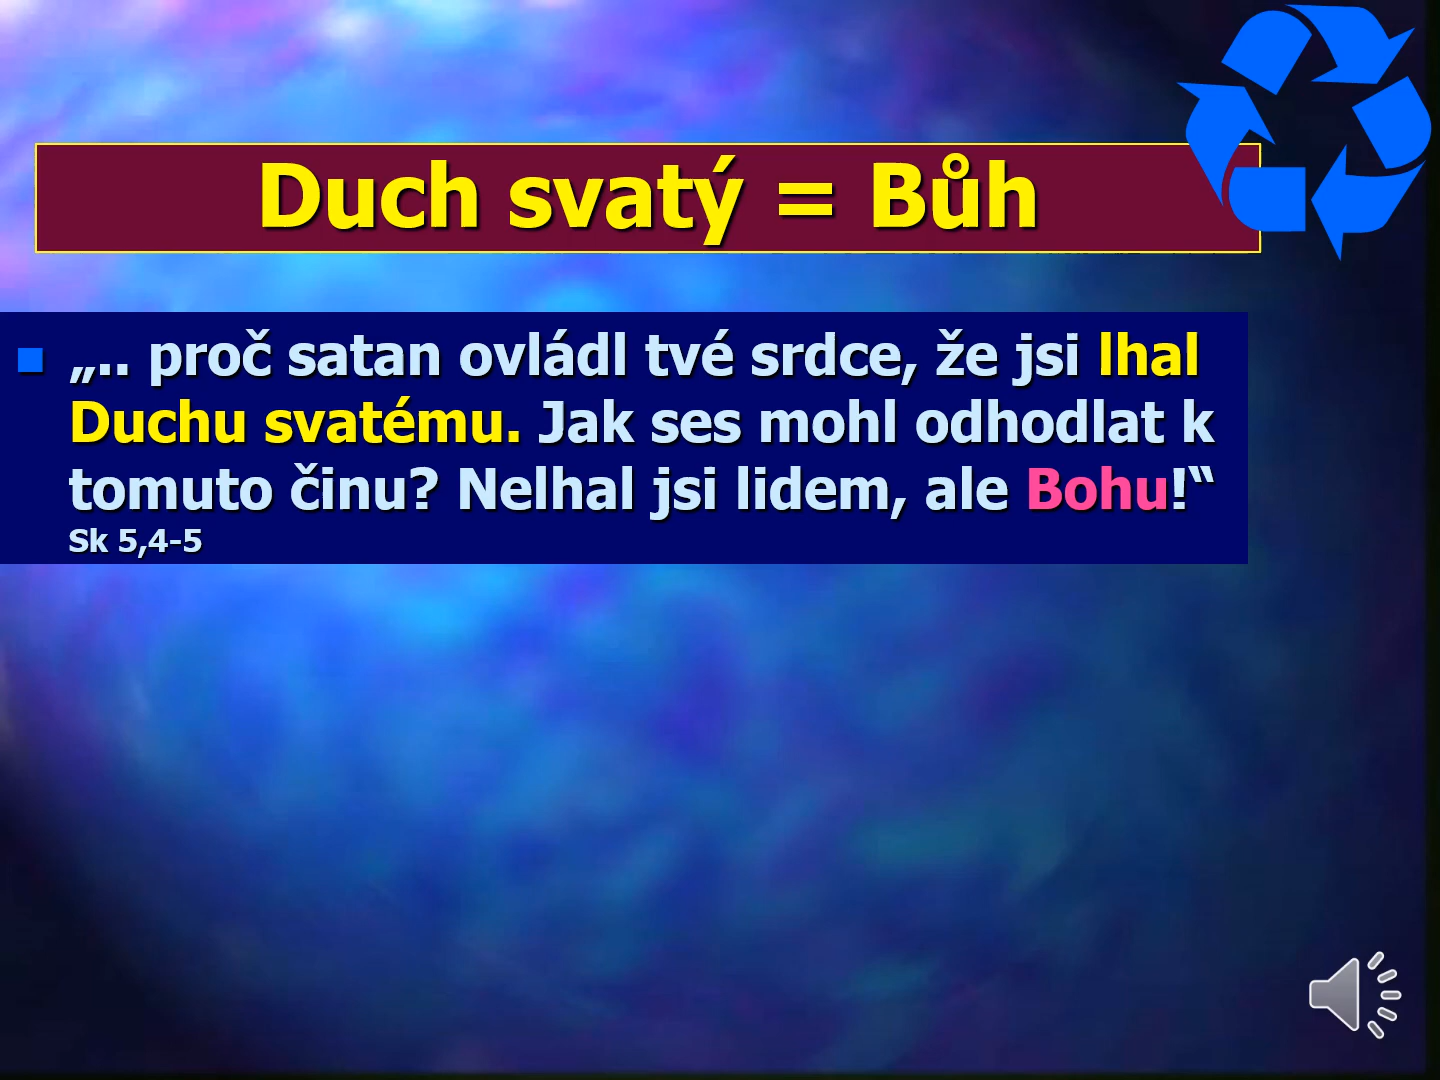 Duch svatý = Bůh
„.. proč satan ovládl tvé srdce, že jsi lhal
Duchu svatému. Jak ses mohl odhodlat k
tomuto činu? Nelhal jsi lidem, ale Bohu!“
Sk 5,4-5